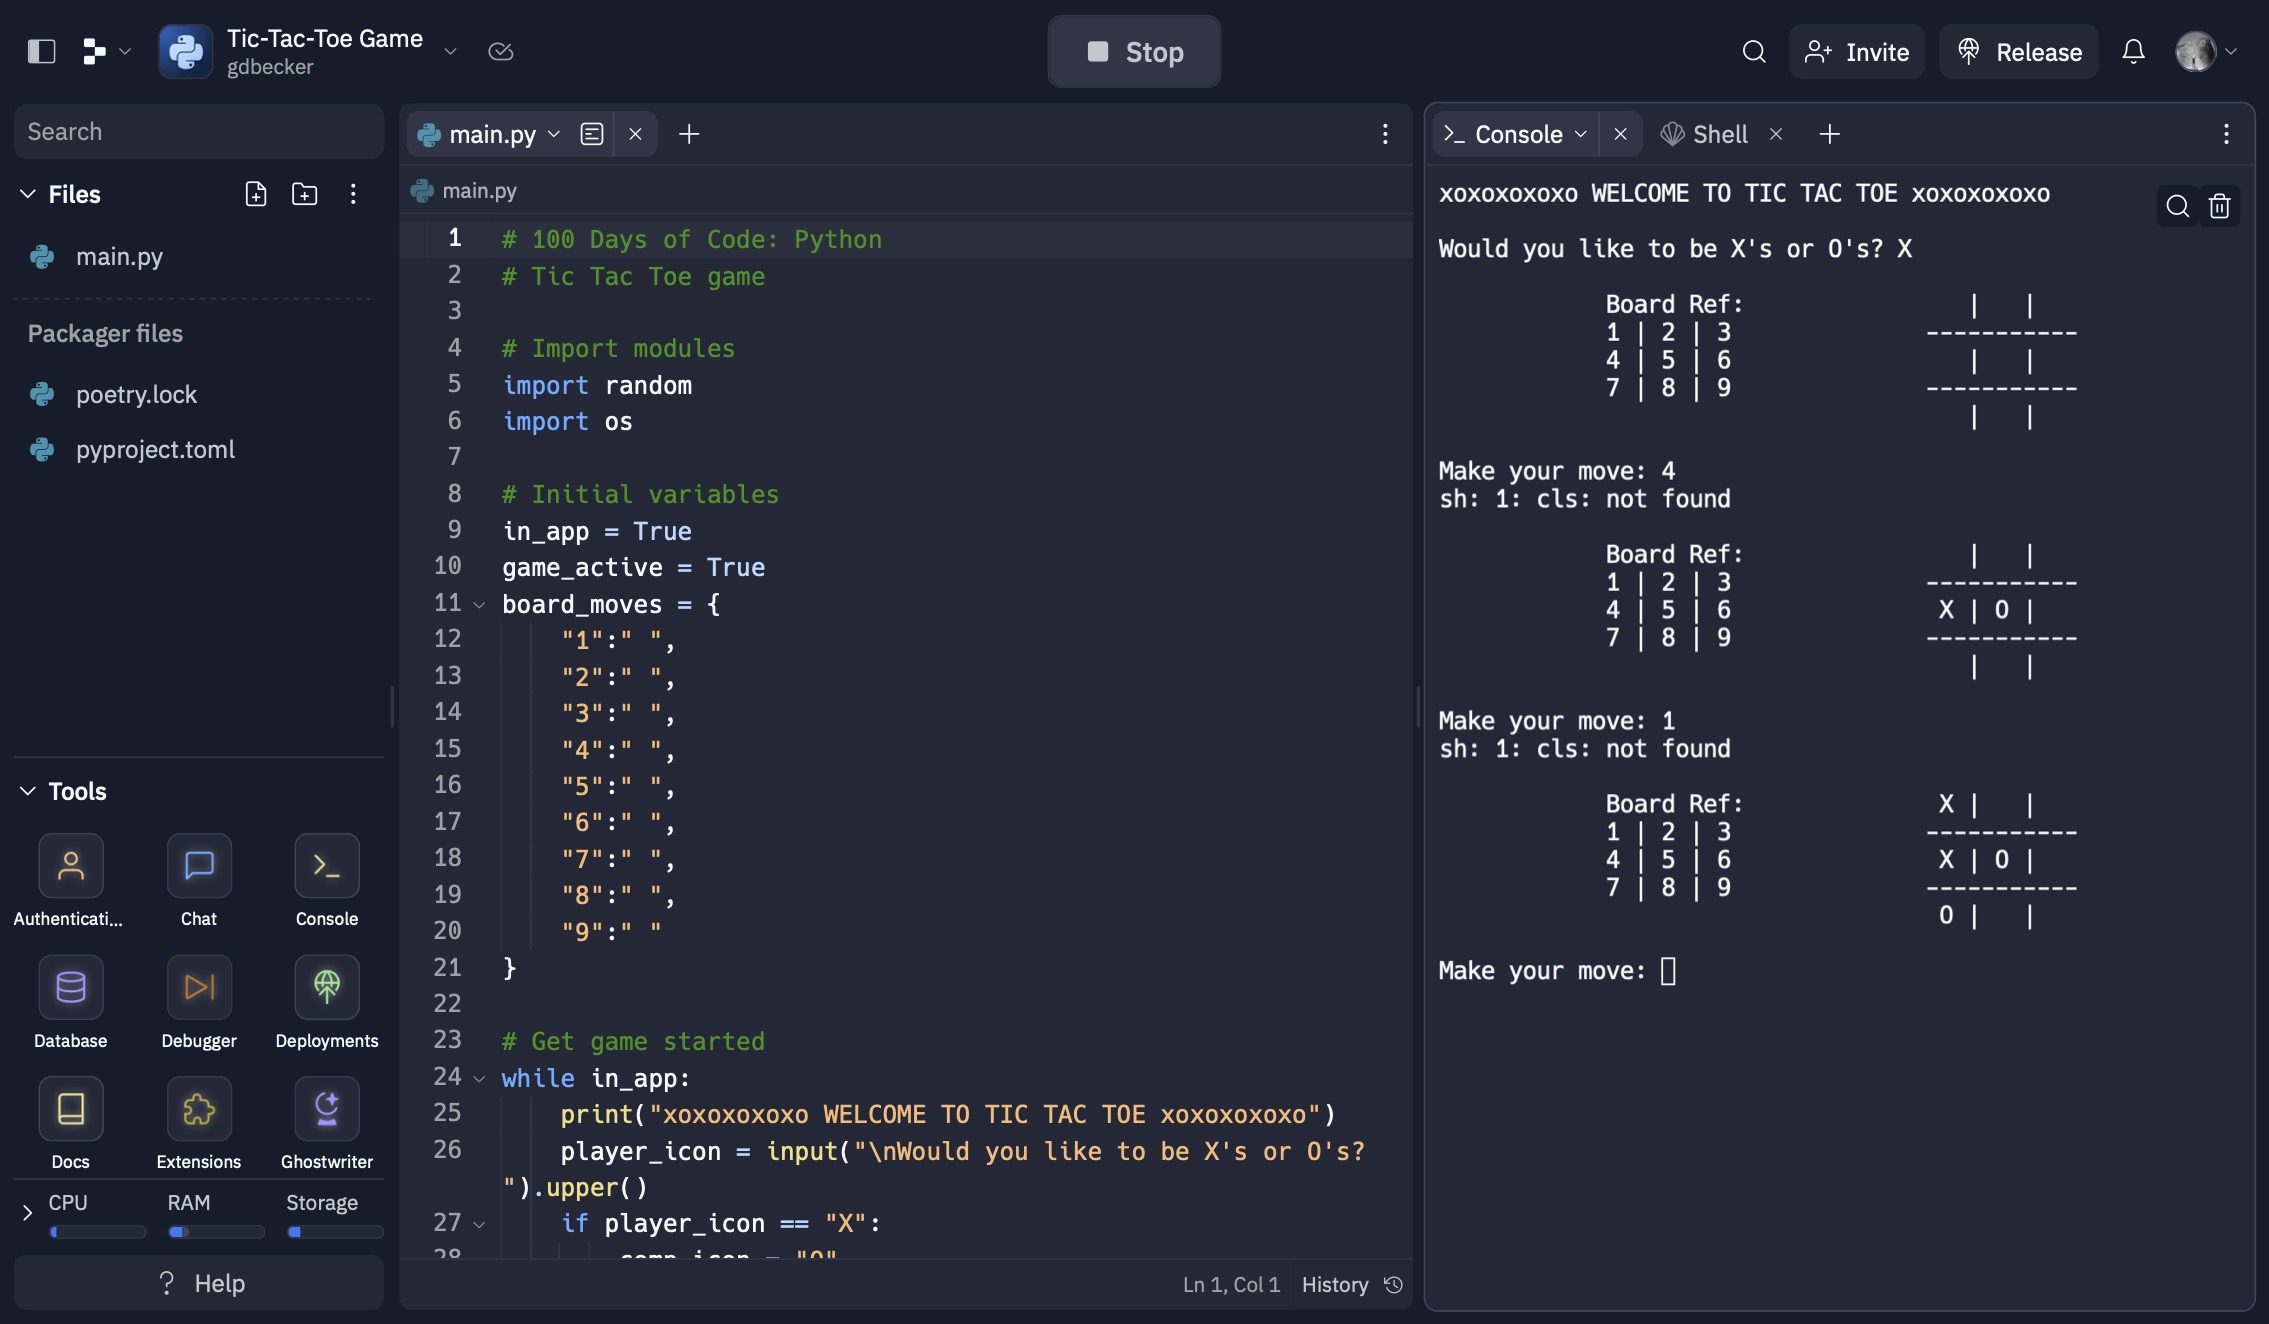 Tic-Tac-Toe Game
gdbecker
Stop
Invite
Release
Search
Files
main.py
Packager files
poetry.lock
pyproject.toml
Tools
Authenticati...
Chat
Console
Database
Debugger
Deployments
Docs
Extensions
Ghostwriter
CPU
RAM
Storage
? Help
main.py
main.py
1 # 100 Days of Code: Python
2 # Tic Tac Toe game
3
4 # Import modules
5 import random
6 import os
7
8 # Initial variables
9 in_app = True
10 game_active = True
11 board_moves = {
12 "1":" ",
13 "2":" ",
14 "3":" ",
15 "4":" ",
16 "5":" ",
17 "6":" ",
18 "7":" ",
19 "8":" ",
20 "9":" "
21 }
22
23 # Get game started
24 while in_app:
25 print("xoxoxoxoxo WELCOME TO TIC TAC TOE xoxoxoxoxo")
26 player_icon = input("\nWould you like to be X's or O's?
").upper()
27 if player_icon == "X":
28 comp_icon = "O"
Ln 1, Col 1 History
>_ Console
Shell
xoxoxoxoxo WELCOME TO TIC TAC TOE xoxoxoxoxo
Would you like to be X's or O's? X
Board Ref: | |
1 | 2 | 3 -----------
4 | 5 | 6 | |
7 | 8 | 9 -----------
| |
Make your move: 4
sh: 1: cls: not found
Board Ref: | |
1 | 2 | 3 -----------
4 | 5 | 6 X | O |
7 | 8 | 9 -----------
| |
Make your move: 1
sh: 1: cls: not found
Board Ref: X | |
1 | 2 | 3 -----------
4 | 5 | 6 X | O |
7 | 8 | 9 -----------
O | |
Make your move: